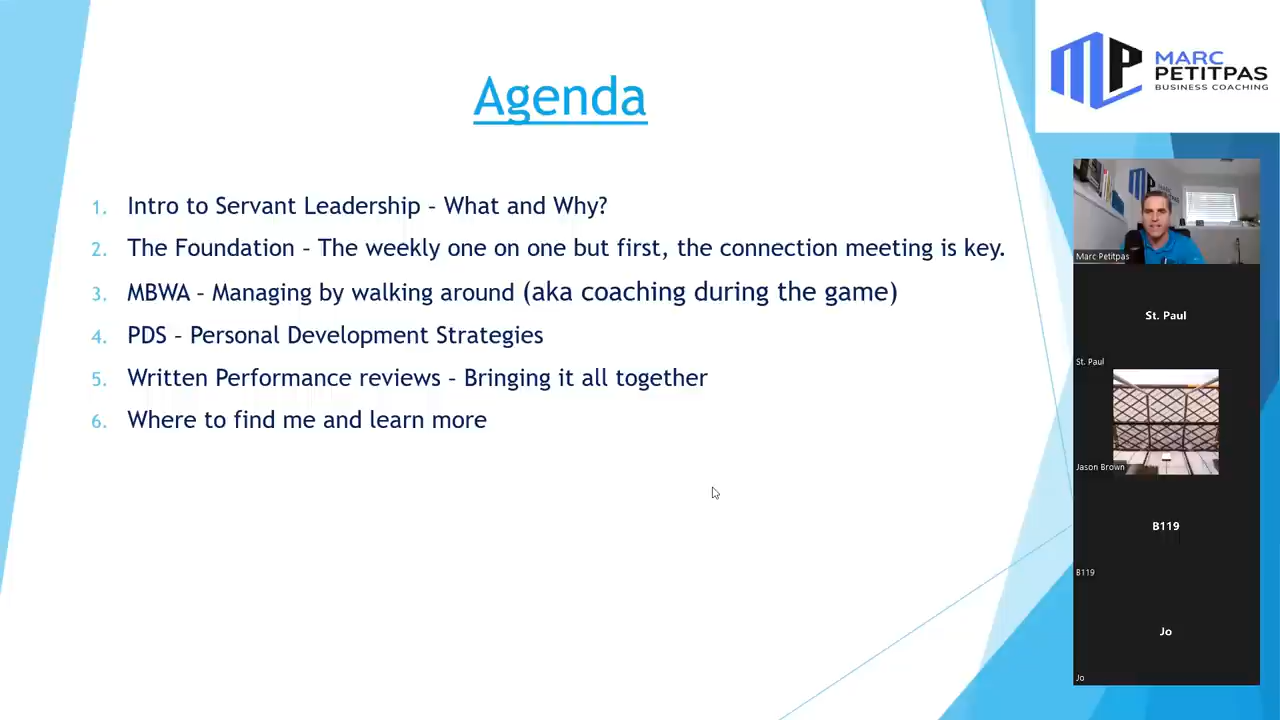 Agenda
1. Intro to Servant Leadership – What and Why?
2. The Foundation – The weekly one on one but first, the connection meeting is key.
3. MBWA – Managing by walking around (aka coaching during the game)
4. PDS – Personal Development Strategies
5. Written Performance reviews – Bringing it all together
6. Where to find me and learn more
MP
MARC
PETITPAS
BUSINESS COACHING
Marc Petitpas
St. Paul
St. Paul
Jason Brown
B119
B119
Jo
Jo